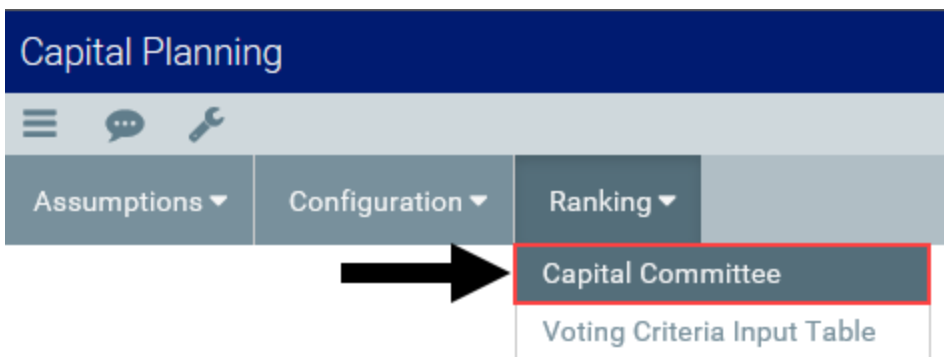 Capital Planning
Assumptions Configuration Ranking
Capital Committee
Voting Criteria Input Table